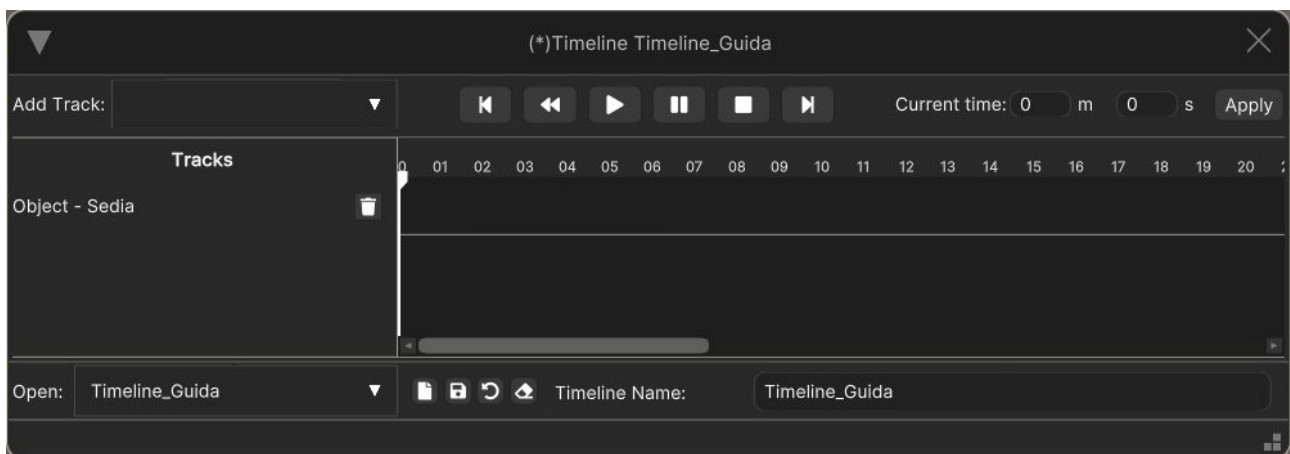 (*)Timeline Timeline_Guida
Add Track:
Current time: 0 m 0 s Apply
Tracks
0 01 02 03 04 05 06 07 08 09 10 11 12 13 14 15 16 17 18 19 20
Object - Sedia
Open: Timeline_Guida Timeline Name: Timeline_Guida